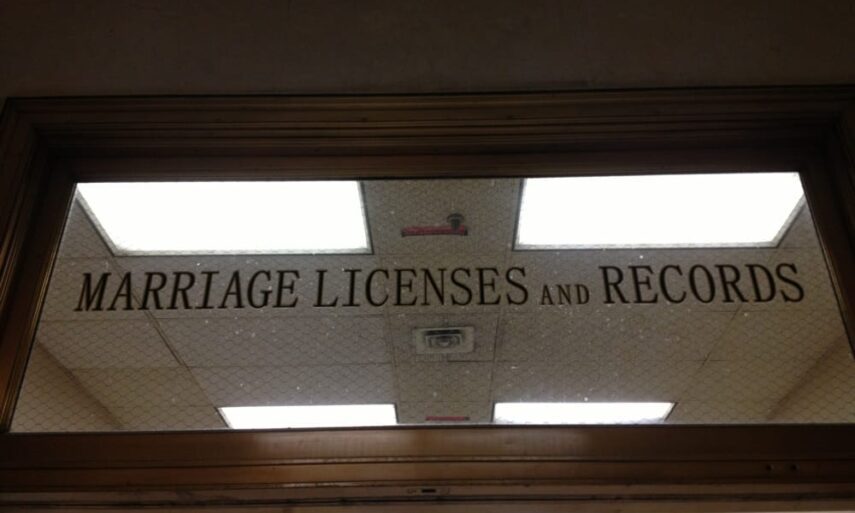 MARRIAGE LICENSES AND RECORDS